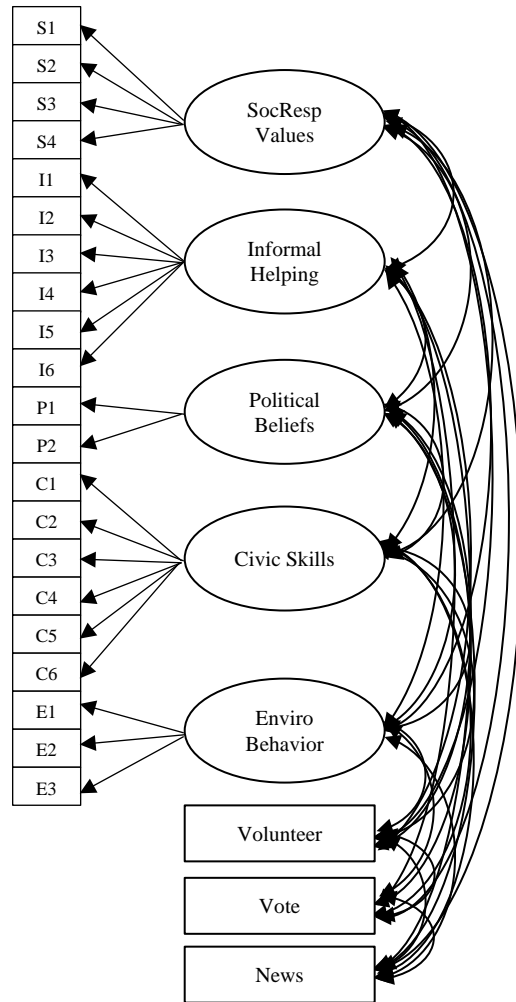 S1
S2
S3
S4
I1
I2
I3
I4
I5
I6
P1
P2
C1
C2
C3
C4
C5
C6
E1
E2
E3
SocResp
Values
Informal
Helping
Political
Beliefs
Civic Skills
Enviro
Behavior
Volunteer
Vote
News